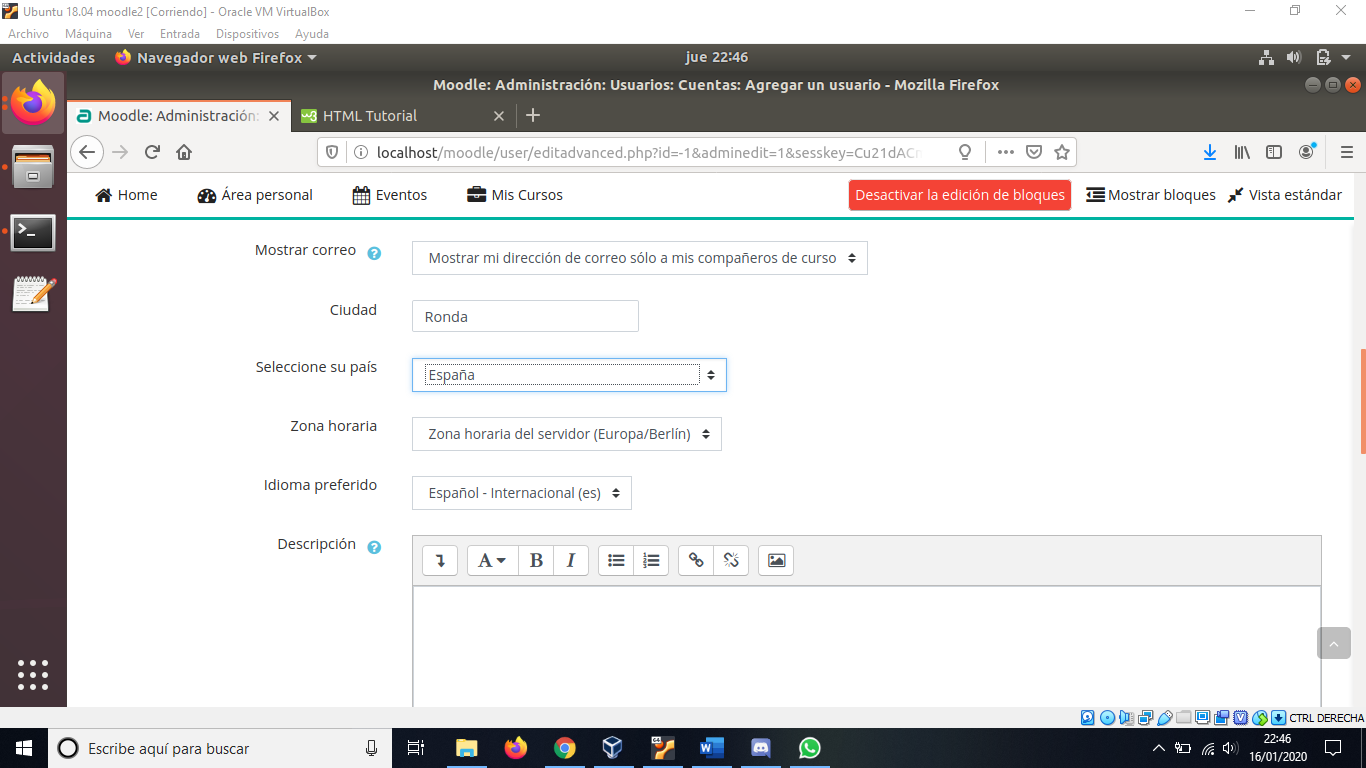 Ubuntu 18.04 moodle2 [Corriendo] - Oracle VM VirtualBox
Archivo Máquina Ver Entrada Dispositivos Ayuda
Actividades Navegador web Firefox jue 22:46
Moodle: Administración: Usuarios: Cuentas: Agregar un usuario - Mozilla Firefox
Moodle: Administración: HTML Tutorial
localhost/moodle/user/editadvanced.php?id=-1&adminedit=1&sesskey=Cu21dAC
Home Área personal Eventos Mis Cursos Desactivar la edición de bloques Mostrar bloques Vista estándar
Mostrar correo ? Mostrar mi dirección de correo sólo a mis compañeros de curso
Ciudad Ronda
Seleccione su país España
Zona horaria Zona horaria del servidor (Europa/Berlín)
Idioma preferido Español - Internacional (es)
Descripción ? A B I
CTRL DERECHA
Escribe aquí para buscar 22:46
16/01/2020